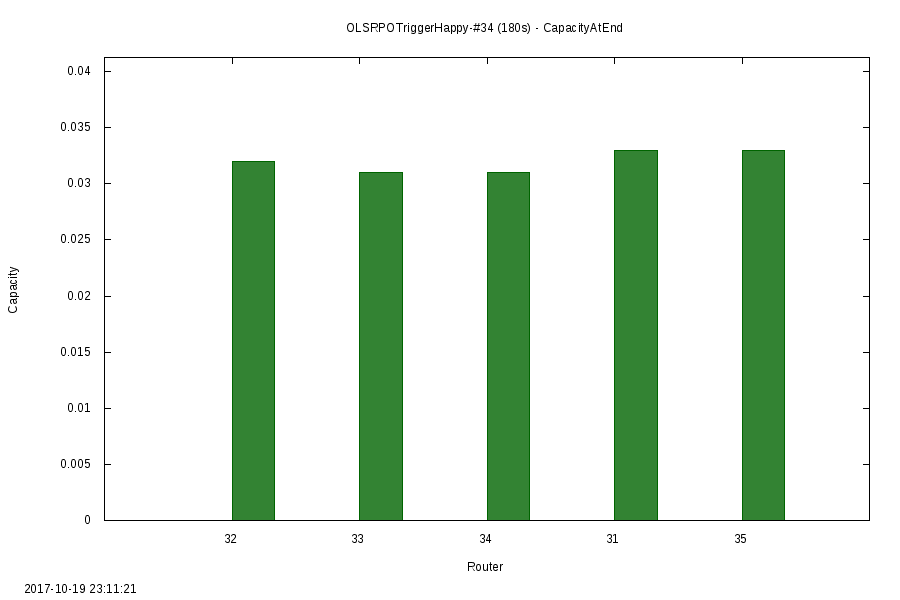 OLSRPOTriggerHappy-#34 (180s) - CapacityAtEnd
0.04
0.035
0.03
0.025
0.02
0.015
0.01
0.005
0
Capacity
32 33 34 31 35
Router
2017-10-19 23:11:21